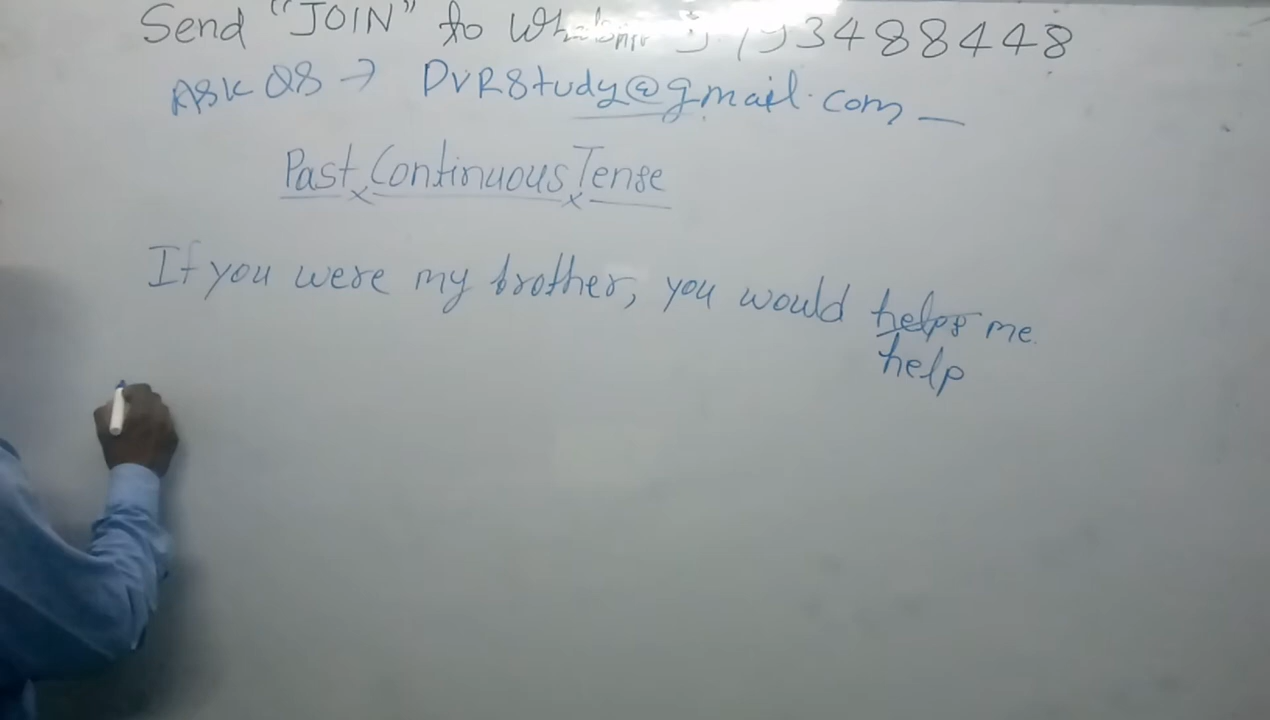 Send "JOIN" to 3488448
ASK QS → DVRStudy@gmail.com
Past Continuous Tense
If you were my brother, you would helps me.
help